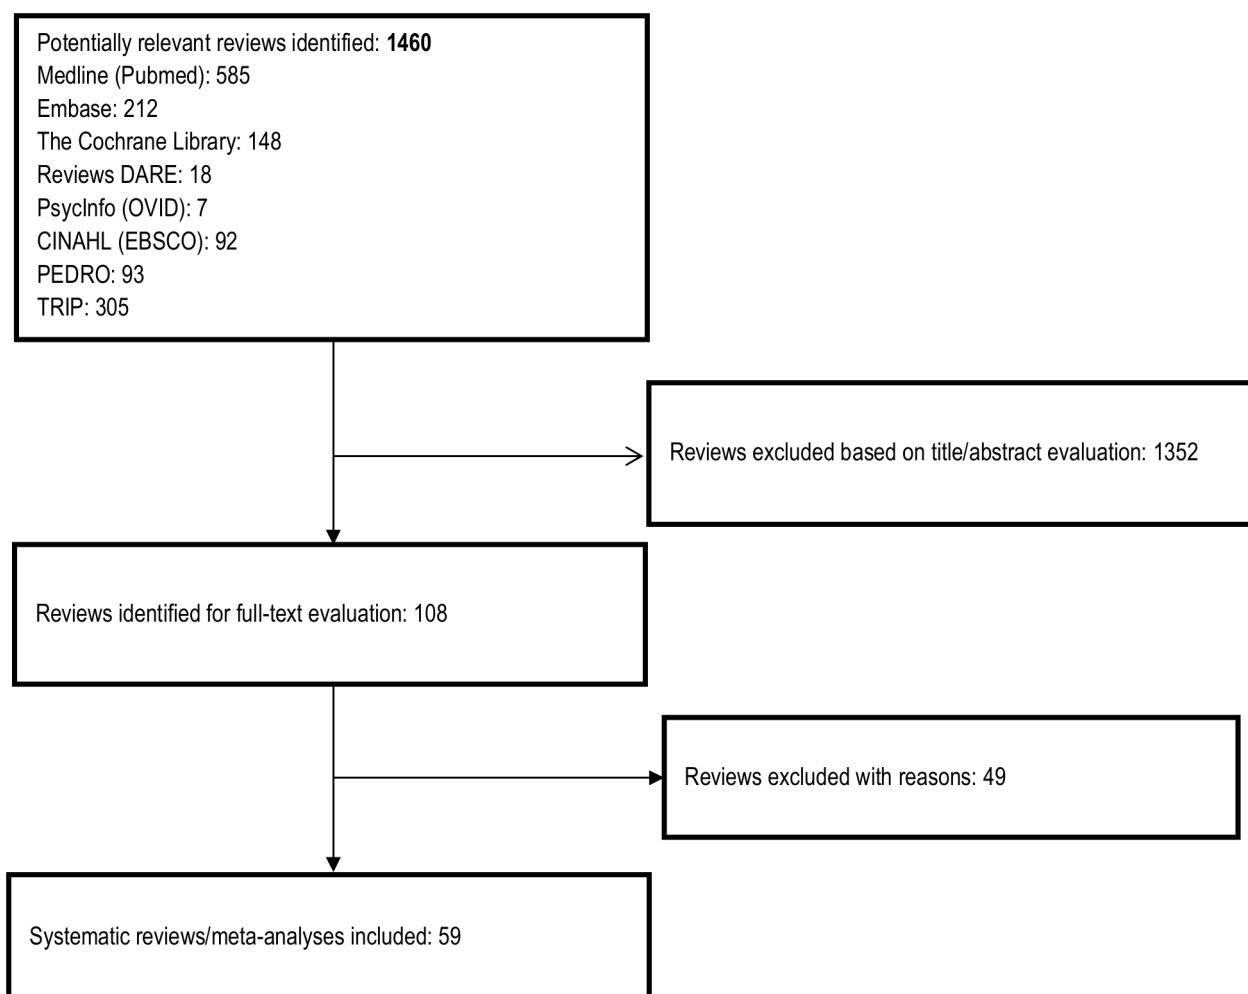 Potentially relevant reviews identified: 1460
Medline (Pubmed): 585
Embase: 212
The Cochrane Library: 148
Reviews DARE: 18
PsycInfo (OVID): 7
CINAHL (EBSCO): 92
PEDRO: 93
TRIP: 305
Reviews excluded based on title/abstract evaluation: 1352
Reviews identified for full-text evaluation: 108
Reviews excluded with reasons: 49
Systematic reviews/meta-analyses included: 59